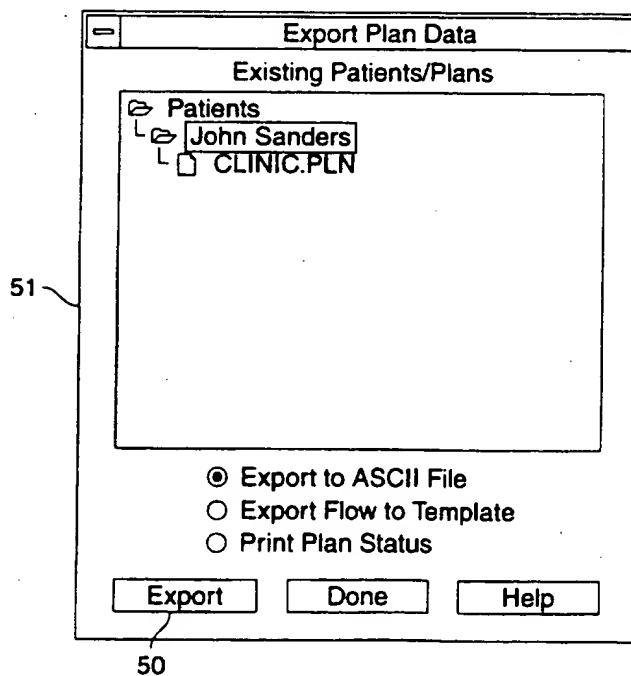 Export Plan Data
Existing Patients/Plans
Patients
John Sanders
CLINIC.PLN
51
Export to ASCII File
Export Flow to Template
Print Plan Status
Export Done Help
50